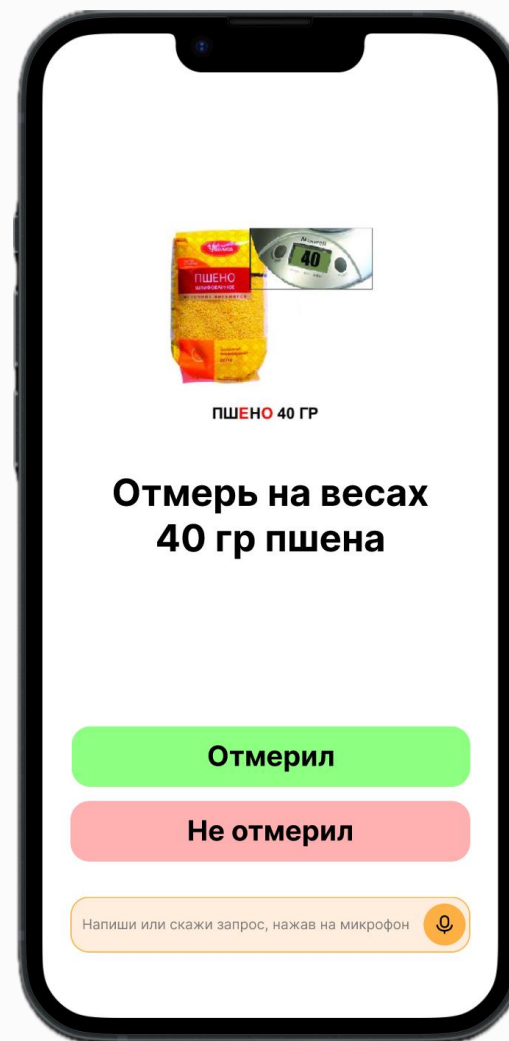 ПШЕНО
ШЛИФОВАННОЕ
40
ПШЕНО 40 ГР
Отмерь на весах
40 гр пшена
Отмерил
Не отмерил
Напиши или скажи запрос, нажав на микрофон